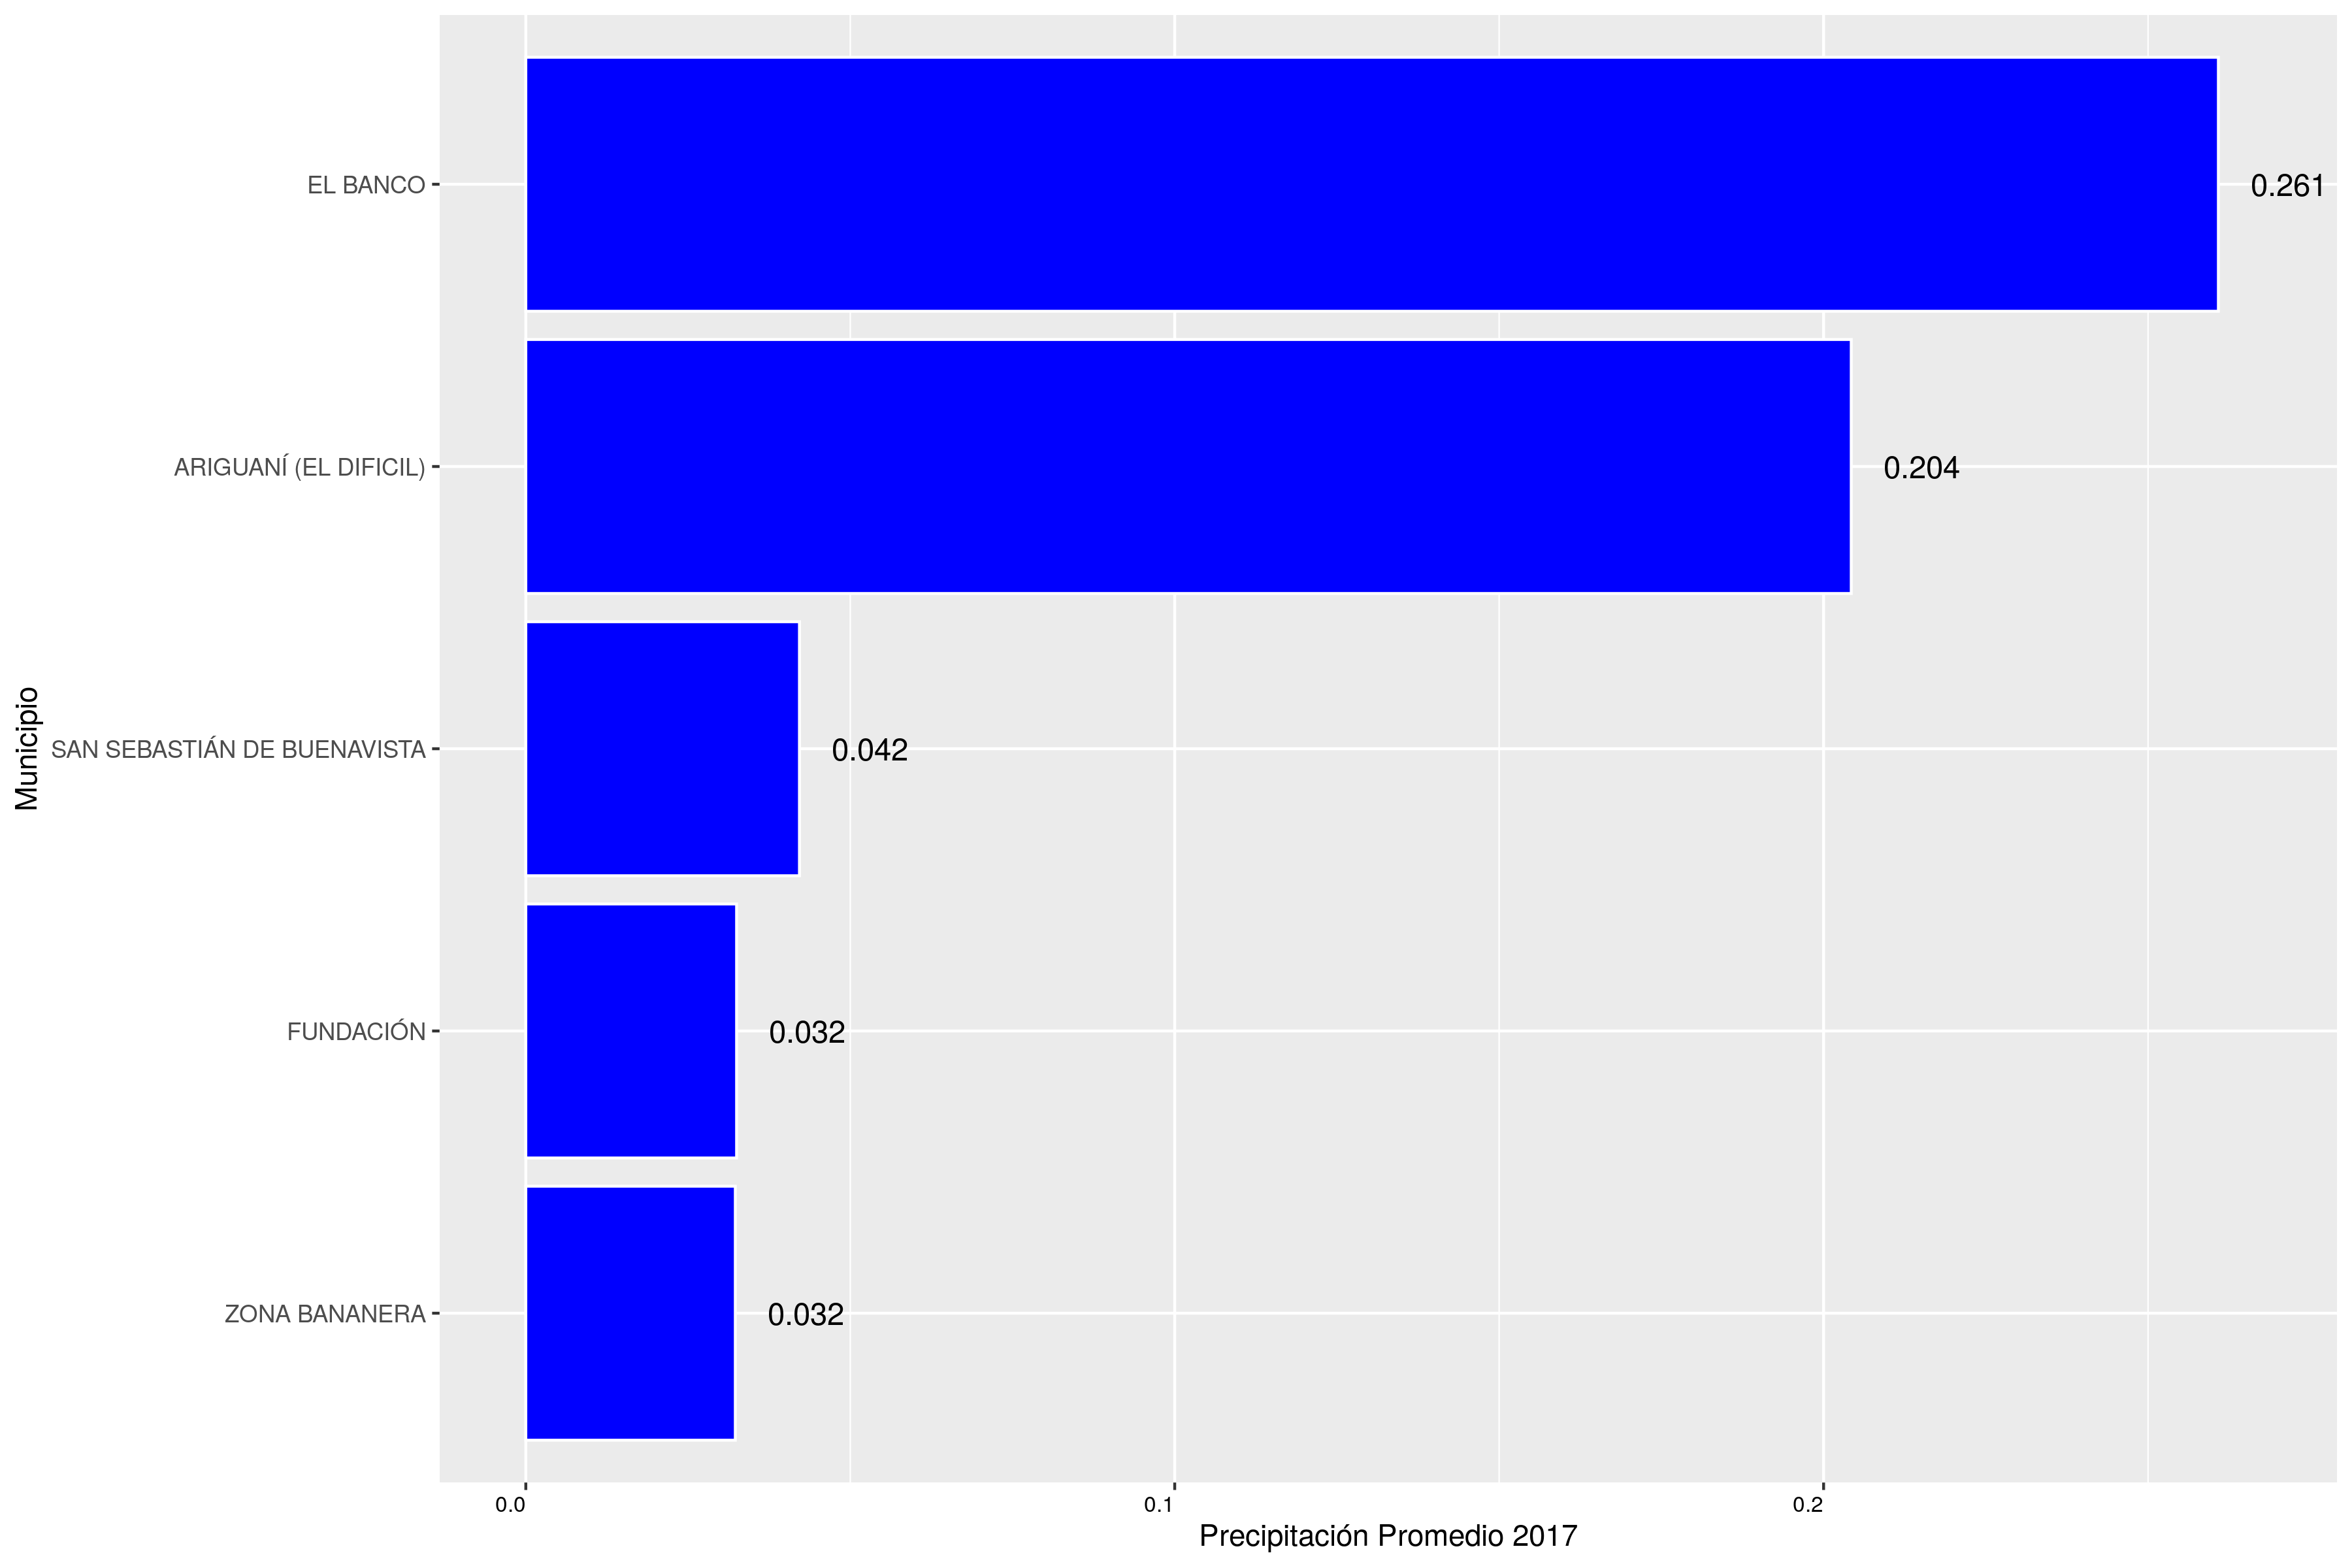 EL BANCO
0.261
ARIGUANÍ (EL DIFICIL)
0.204
SAN SEBASTIÁN DE BUENAVISTA
0.042
FUNDACIÓN
0.032
ZONA BANANERA
0.032
Municipio
0.0
0.1
0.2
Precipitación Promedio 2017